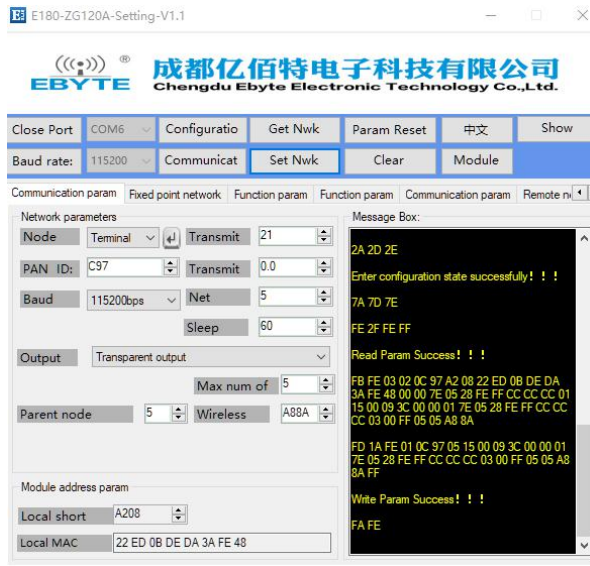 E180-ZG120A-Setting-V1.1
((•)) ®
EBYTE
成都亿佰特电子科技有限公司
Chengdu Ebyte Electronic Technology Co.,Ltd.
Close Port COM6 Configuratio Get Nwk Param Reset 中文 Show
Baud rate: 115200 Communicat Set Nwk Clear Module
Communication param Fixed point network Function param Function param Communication param Remote n
Network parameters
Node Teminal Transmit 21
PAN ID: C97 Transmit 0.0
Baud 115200bps Net 5
Sleep 60
Output Transparent output
Max num of 5
Parent node 5 Wireless A88A
Module address param
Local short A208
Local MAC 22 ED 0B DE DA 3A FE 48
Message Box:
2A 2D 2E
Enter configuration state successfully! ! !
7A 7D 7E
FE 2F FE FF
Read Param Success! ! !
FB FE 03 02 0C 97 A2 08 22 ED 0B DE DA
3A FE 48 00 00 7E 05 28 FE FF CC CC CC 01
15 00 09 3C 00 00 01 7E 05 28 FE FF CC CC
CC 03 00 FF 05 05 A8 8A
FD 1A FE 01 0C 97 05 15 00 09 3C 00 00 01
7E 05 28 FE FF CC CC CC 03 00 FF 05 05 A8
8A FF
Write Param Success! ! !
FA FE